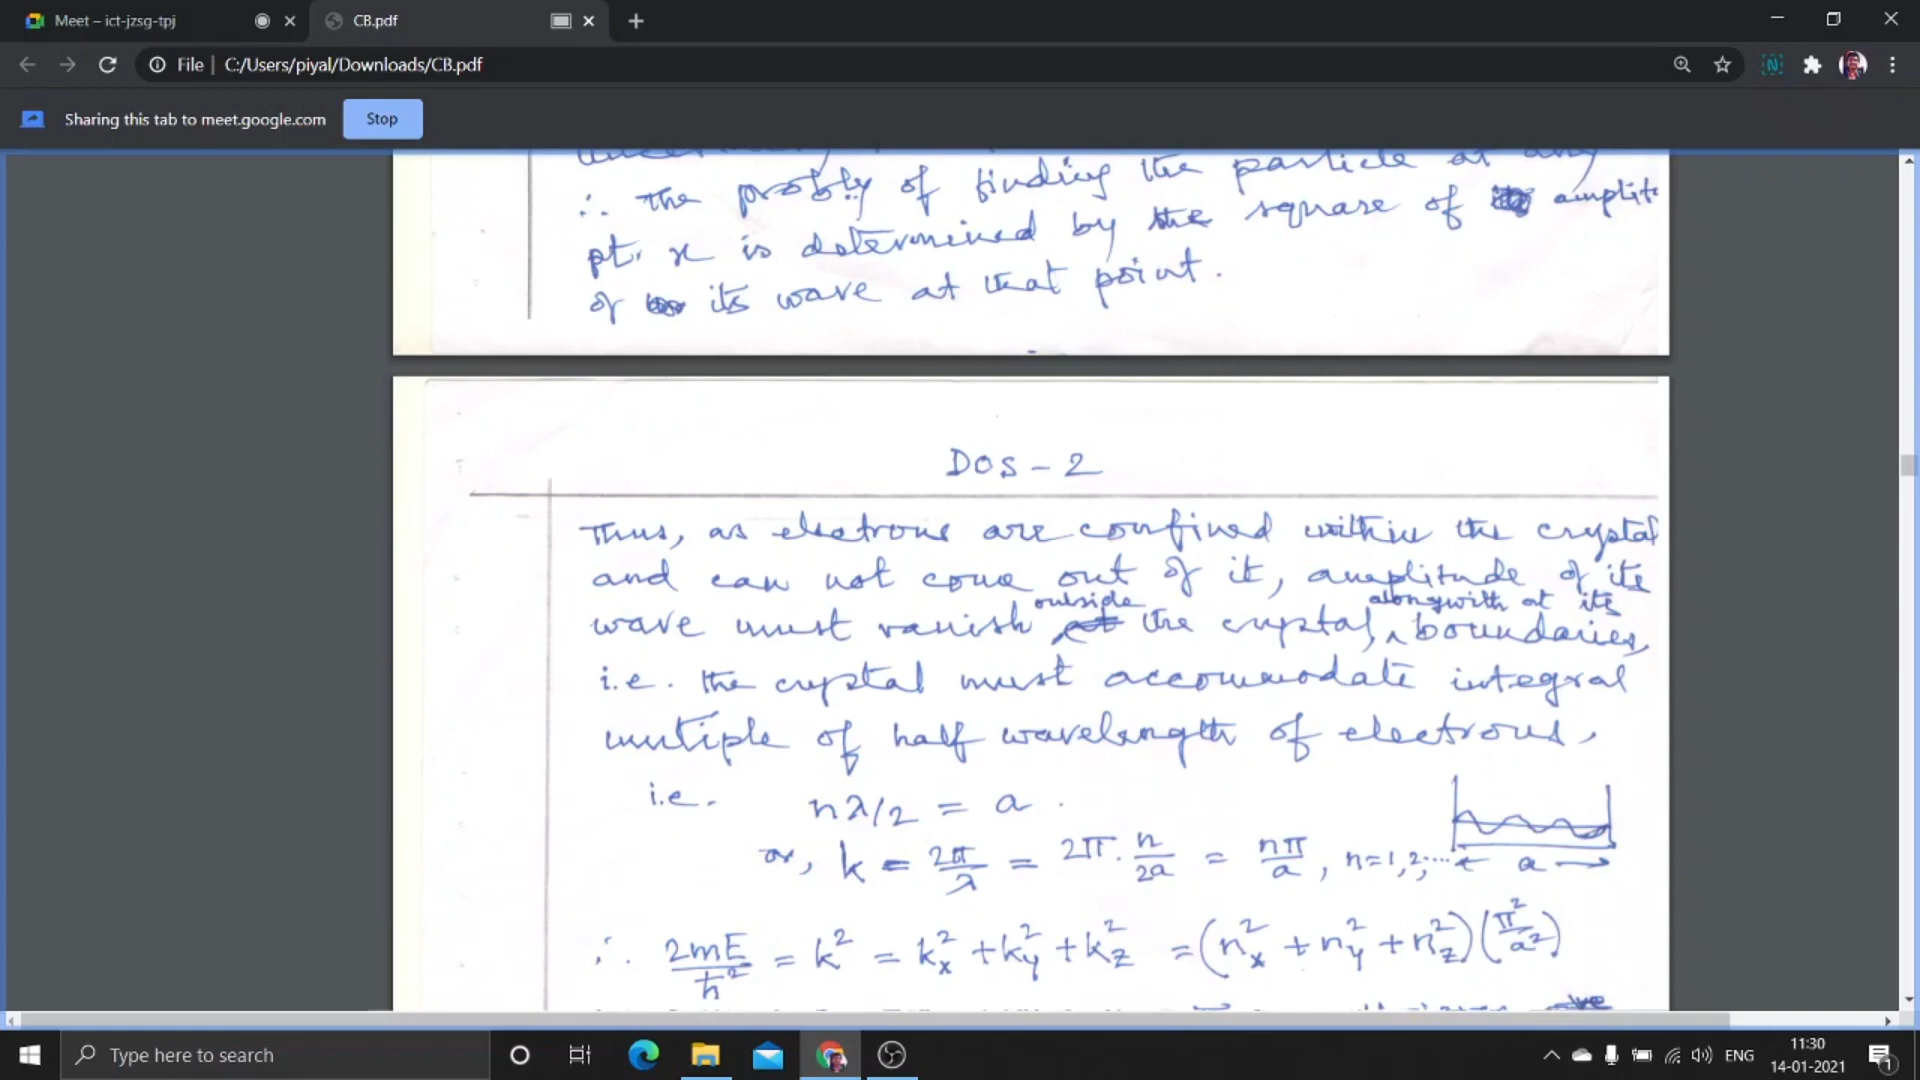 Meet – ict-jzsg-tpj
CB.pdf
File | C:/Users/piyal/Downloads/CB.pdf
Sharing this tab to meet.google.com Stop
∴ the probly of finding the particle at any
pt. x is determined by the square of amplit
of its wave at that point.
DOS - 2
Thus, as electrons are confined within the crystal
and can not come out of it, amplitude of its
outside alongwith at its
wave must vanish the crystal, ^ boundaries,
i.e. the crystal must accommodate integral
multiple of half wavelength of electrons,
i.e. nλ/2 = a .
or, k = 2π/λ = 2π. n/2a = nπ/a , n=1,2,.... ← a →
∴ 2mE/ħ² = k² = kx² + ky² + kz² = (nx² + ny² + nz²)(π²/a²)
Type here to search
ENG
11:30
14-01-2021
1